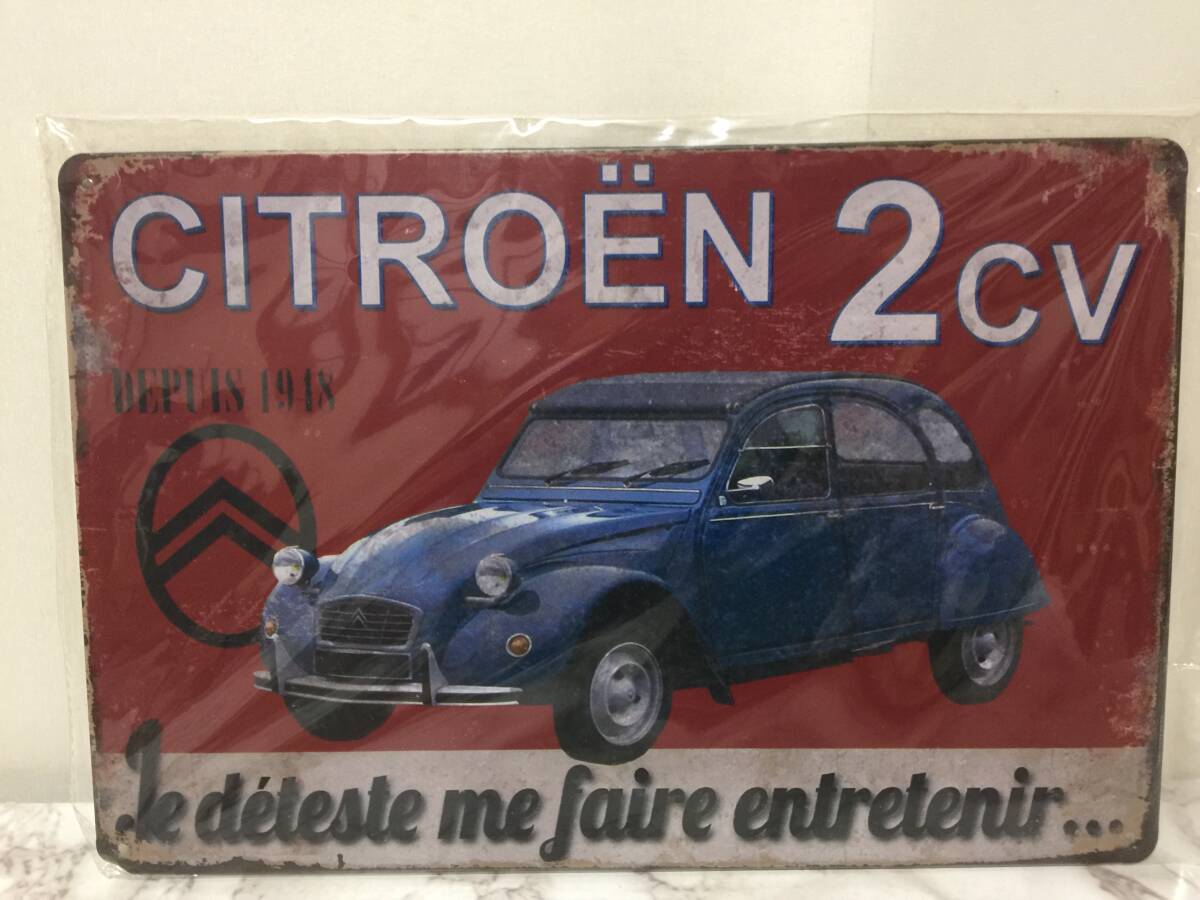 CITROËN 2CV
DEPUIS 1948
Je déteste me faire entretenir...